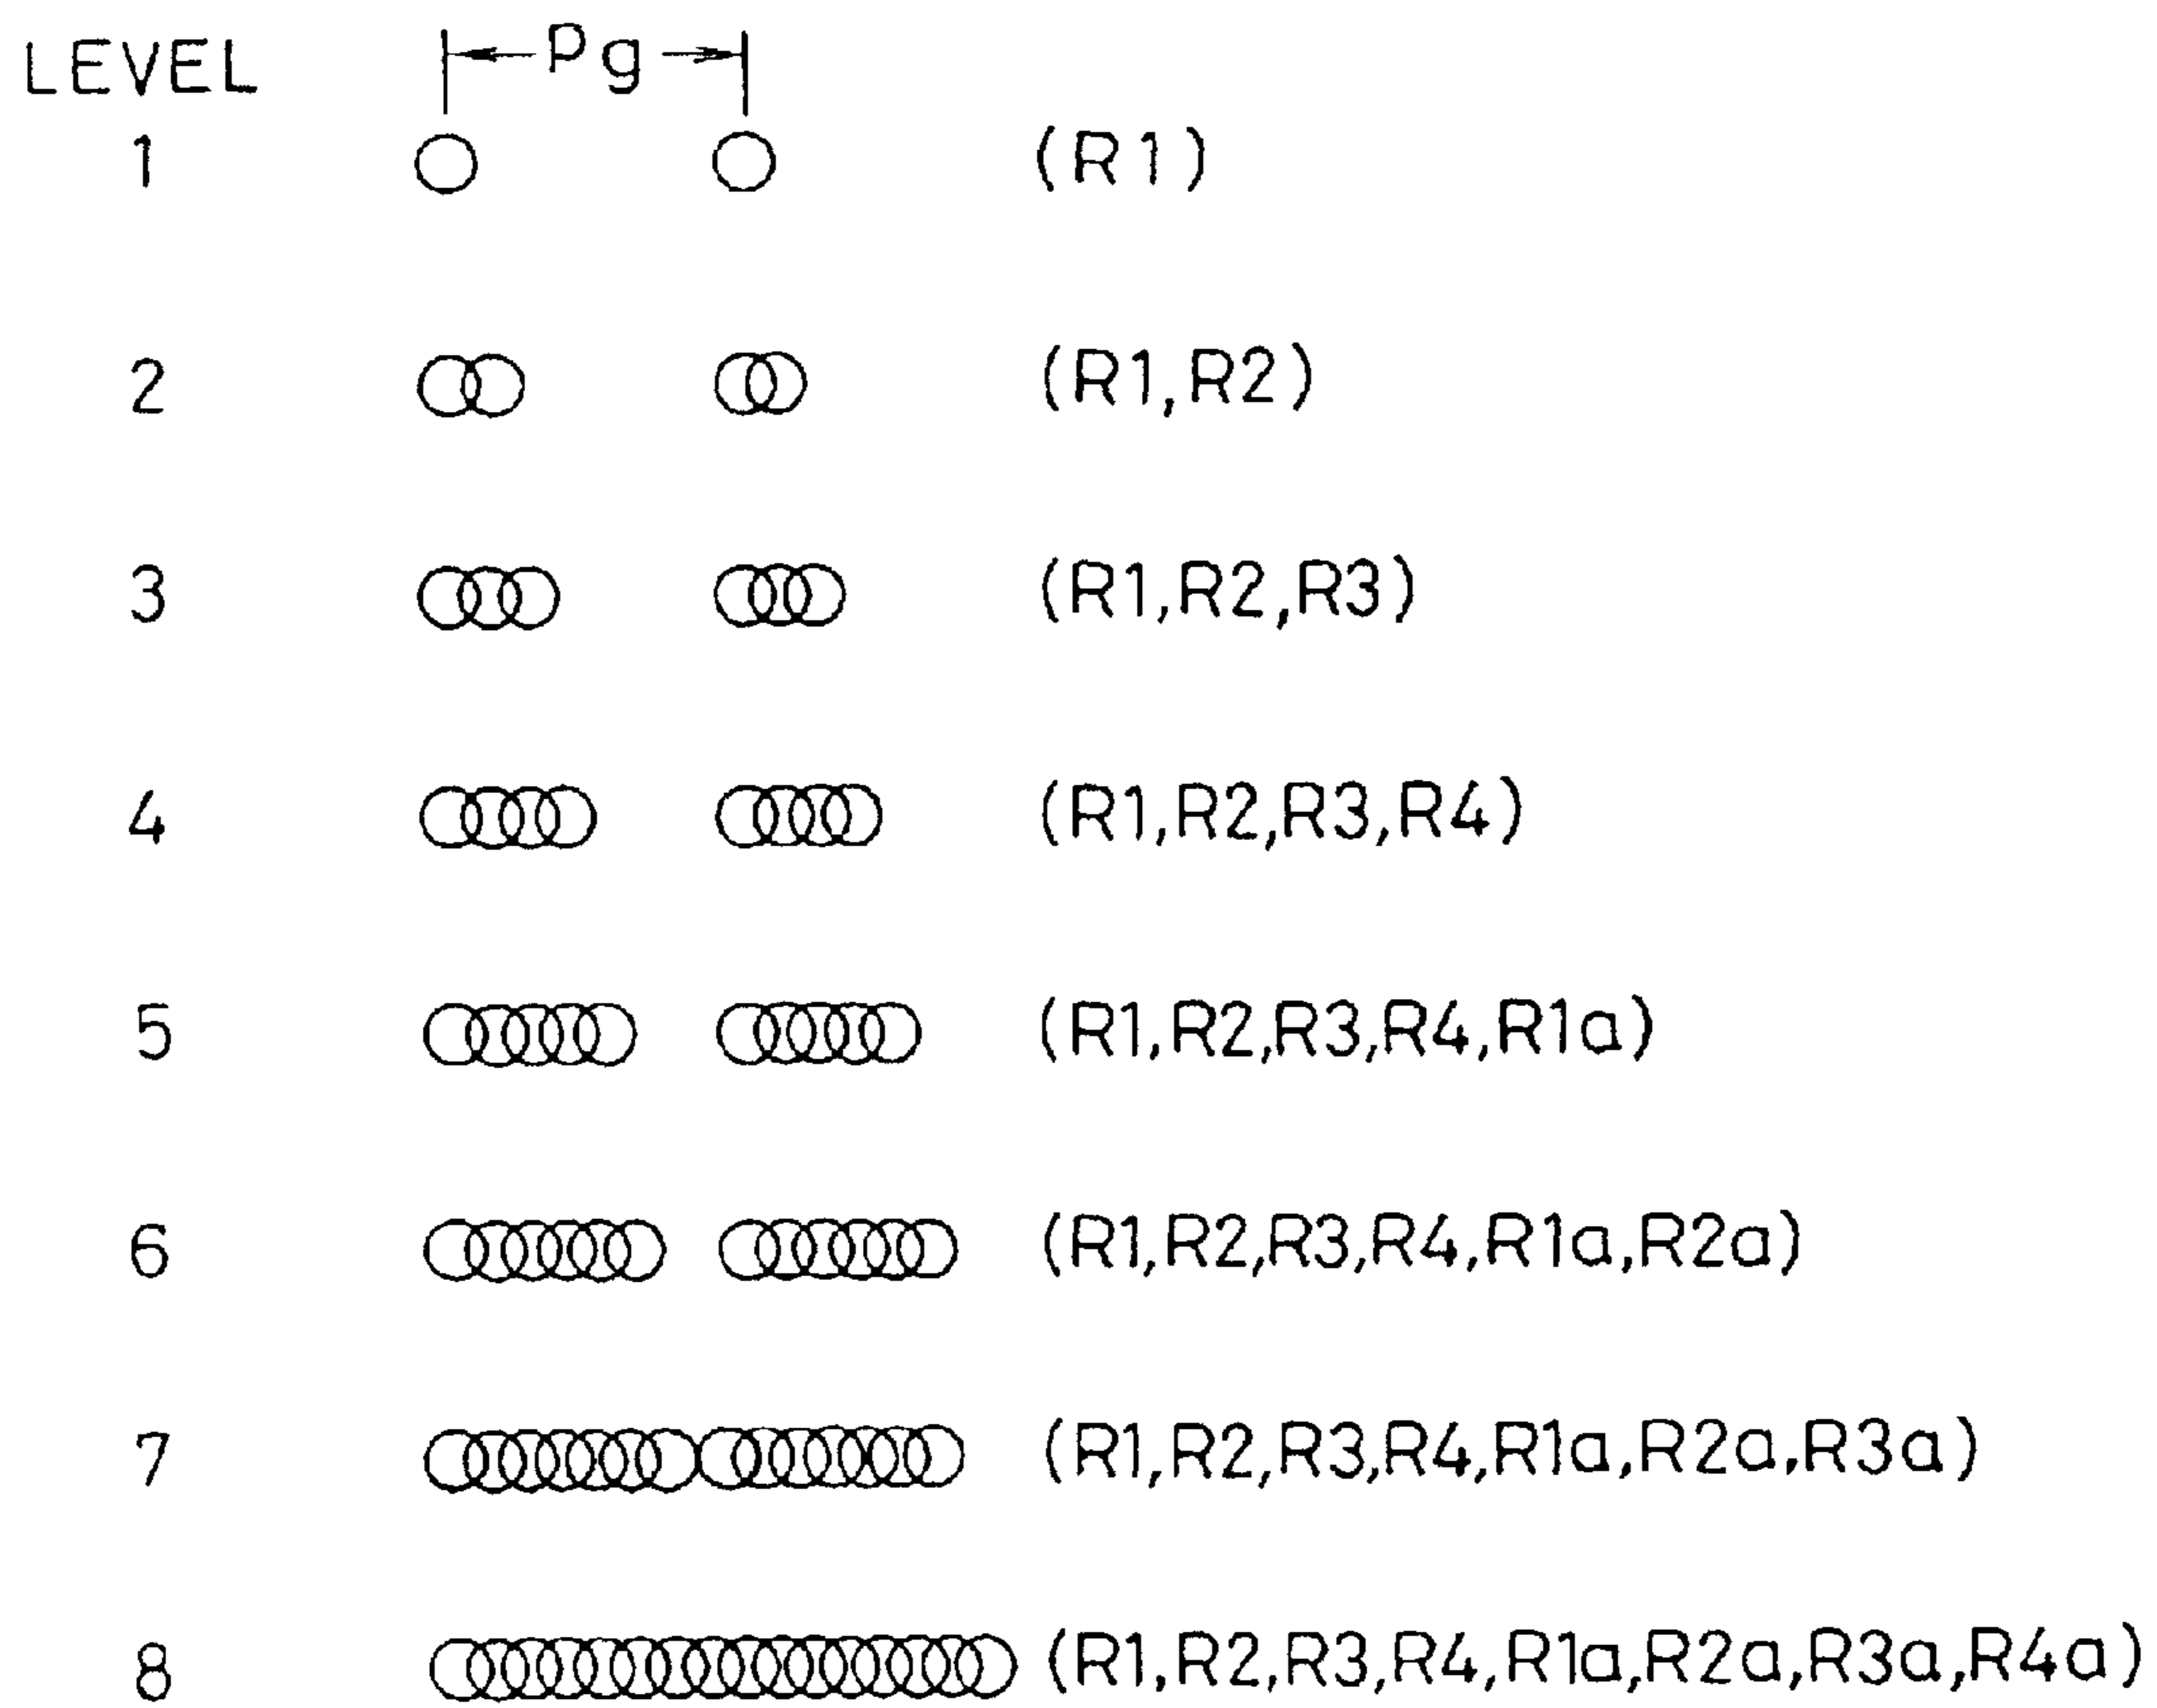 LEVEL Pg
1 (R1)
2 (R1,R2)
3 (R1,R2,R3)
4 (R1,R2,R3,R4)
5 (R1,R2,R3,R4,R1a)
6 (R1,R2,R3,R4,R1a,R2a)
7 (R1,R2,R3,R4,R1a,R2a,R3a)
8 (R1,R2,R3,R4,R1a,R2a,R3a,R4a)